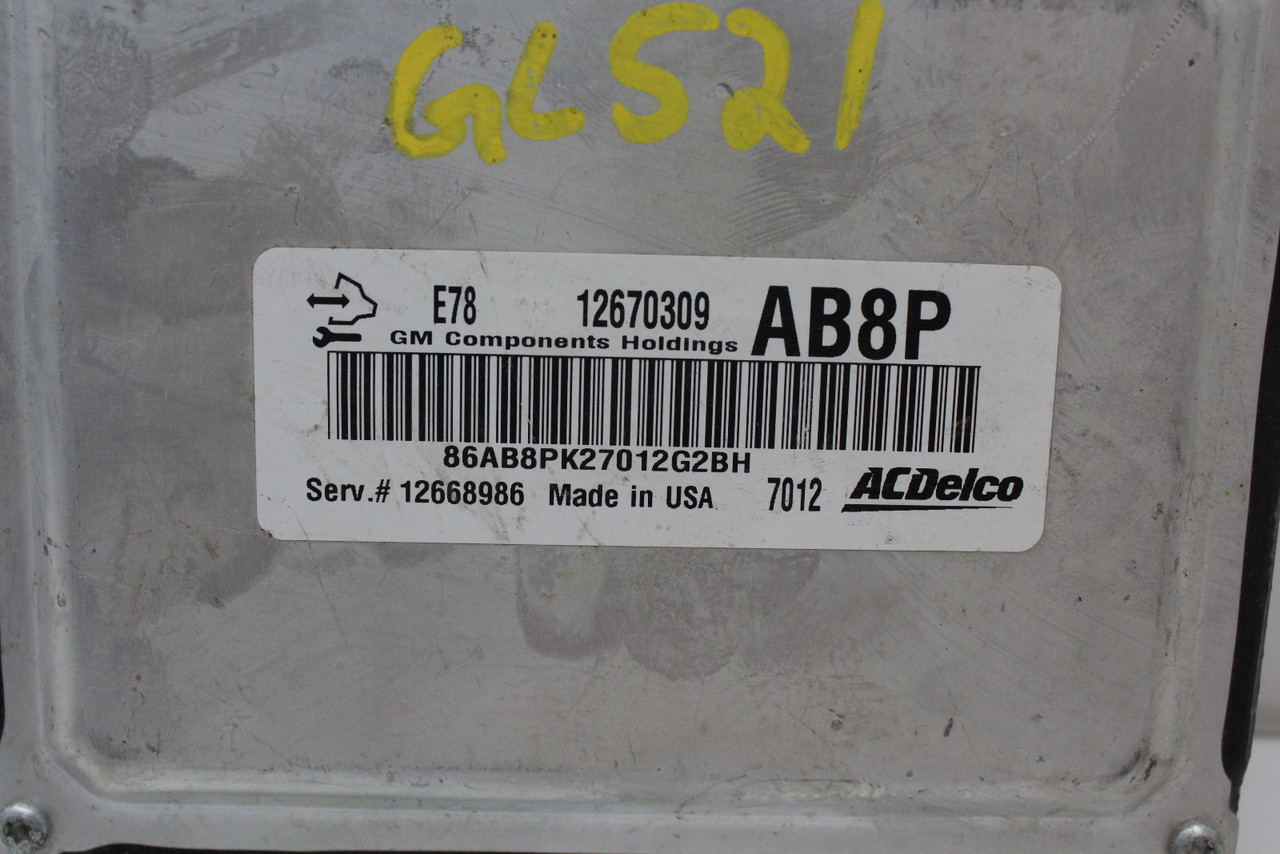 GL521
E78 12670309 AB8P
GM Components Holdings
86AB8PK27012G2BH
Serv.# 12668986 Made in USA 7012 ACDelco